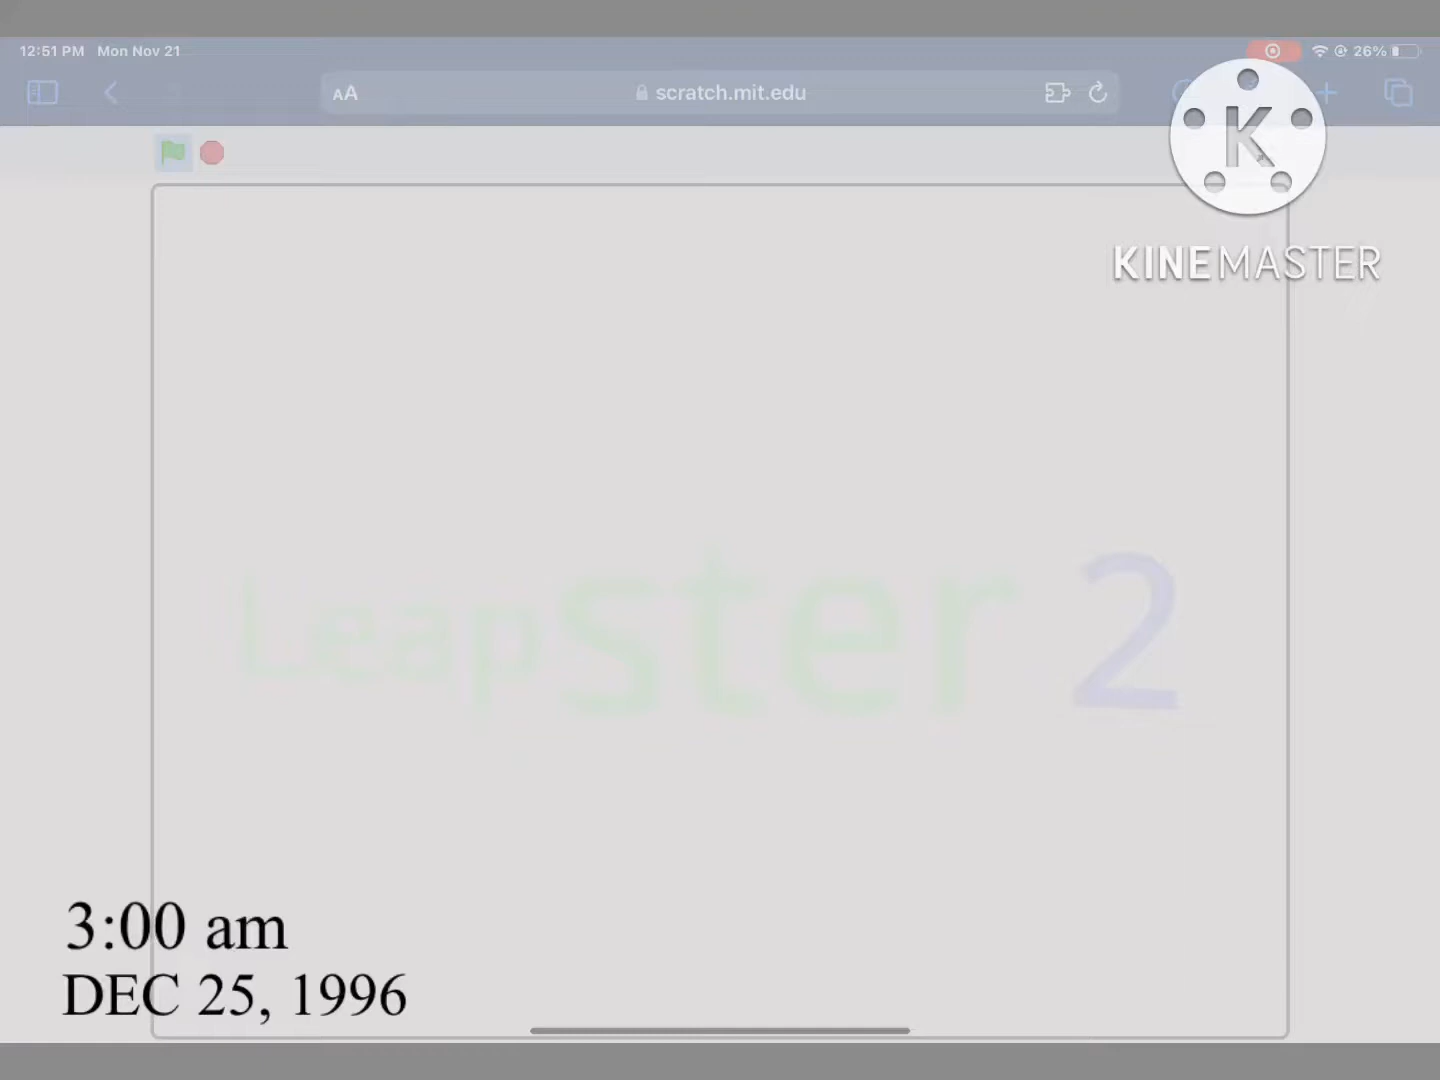 12:51 PM Mon Nov 21
26%
AA
scratch.mit.edu
K
KINEMASTER
Leapster 2
3:00 am
DEC 25, 1996